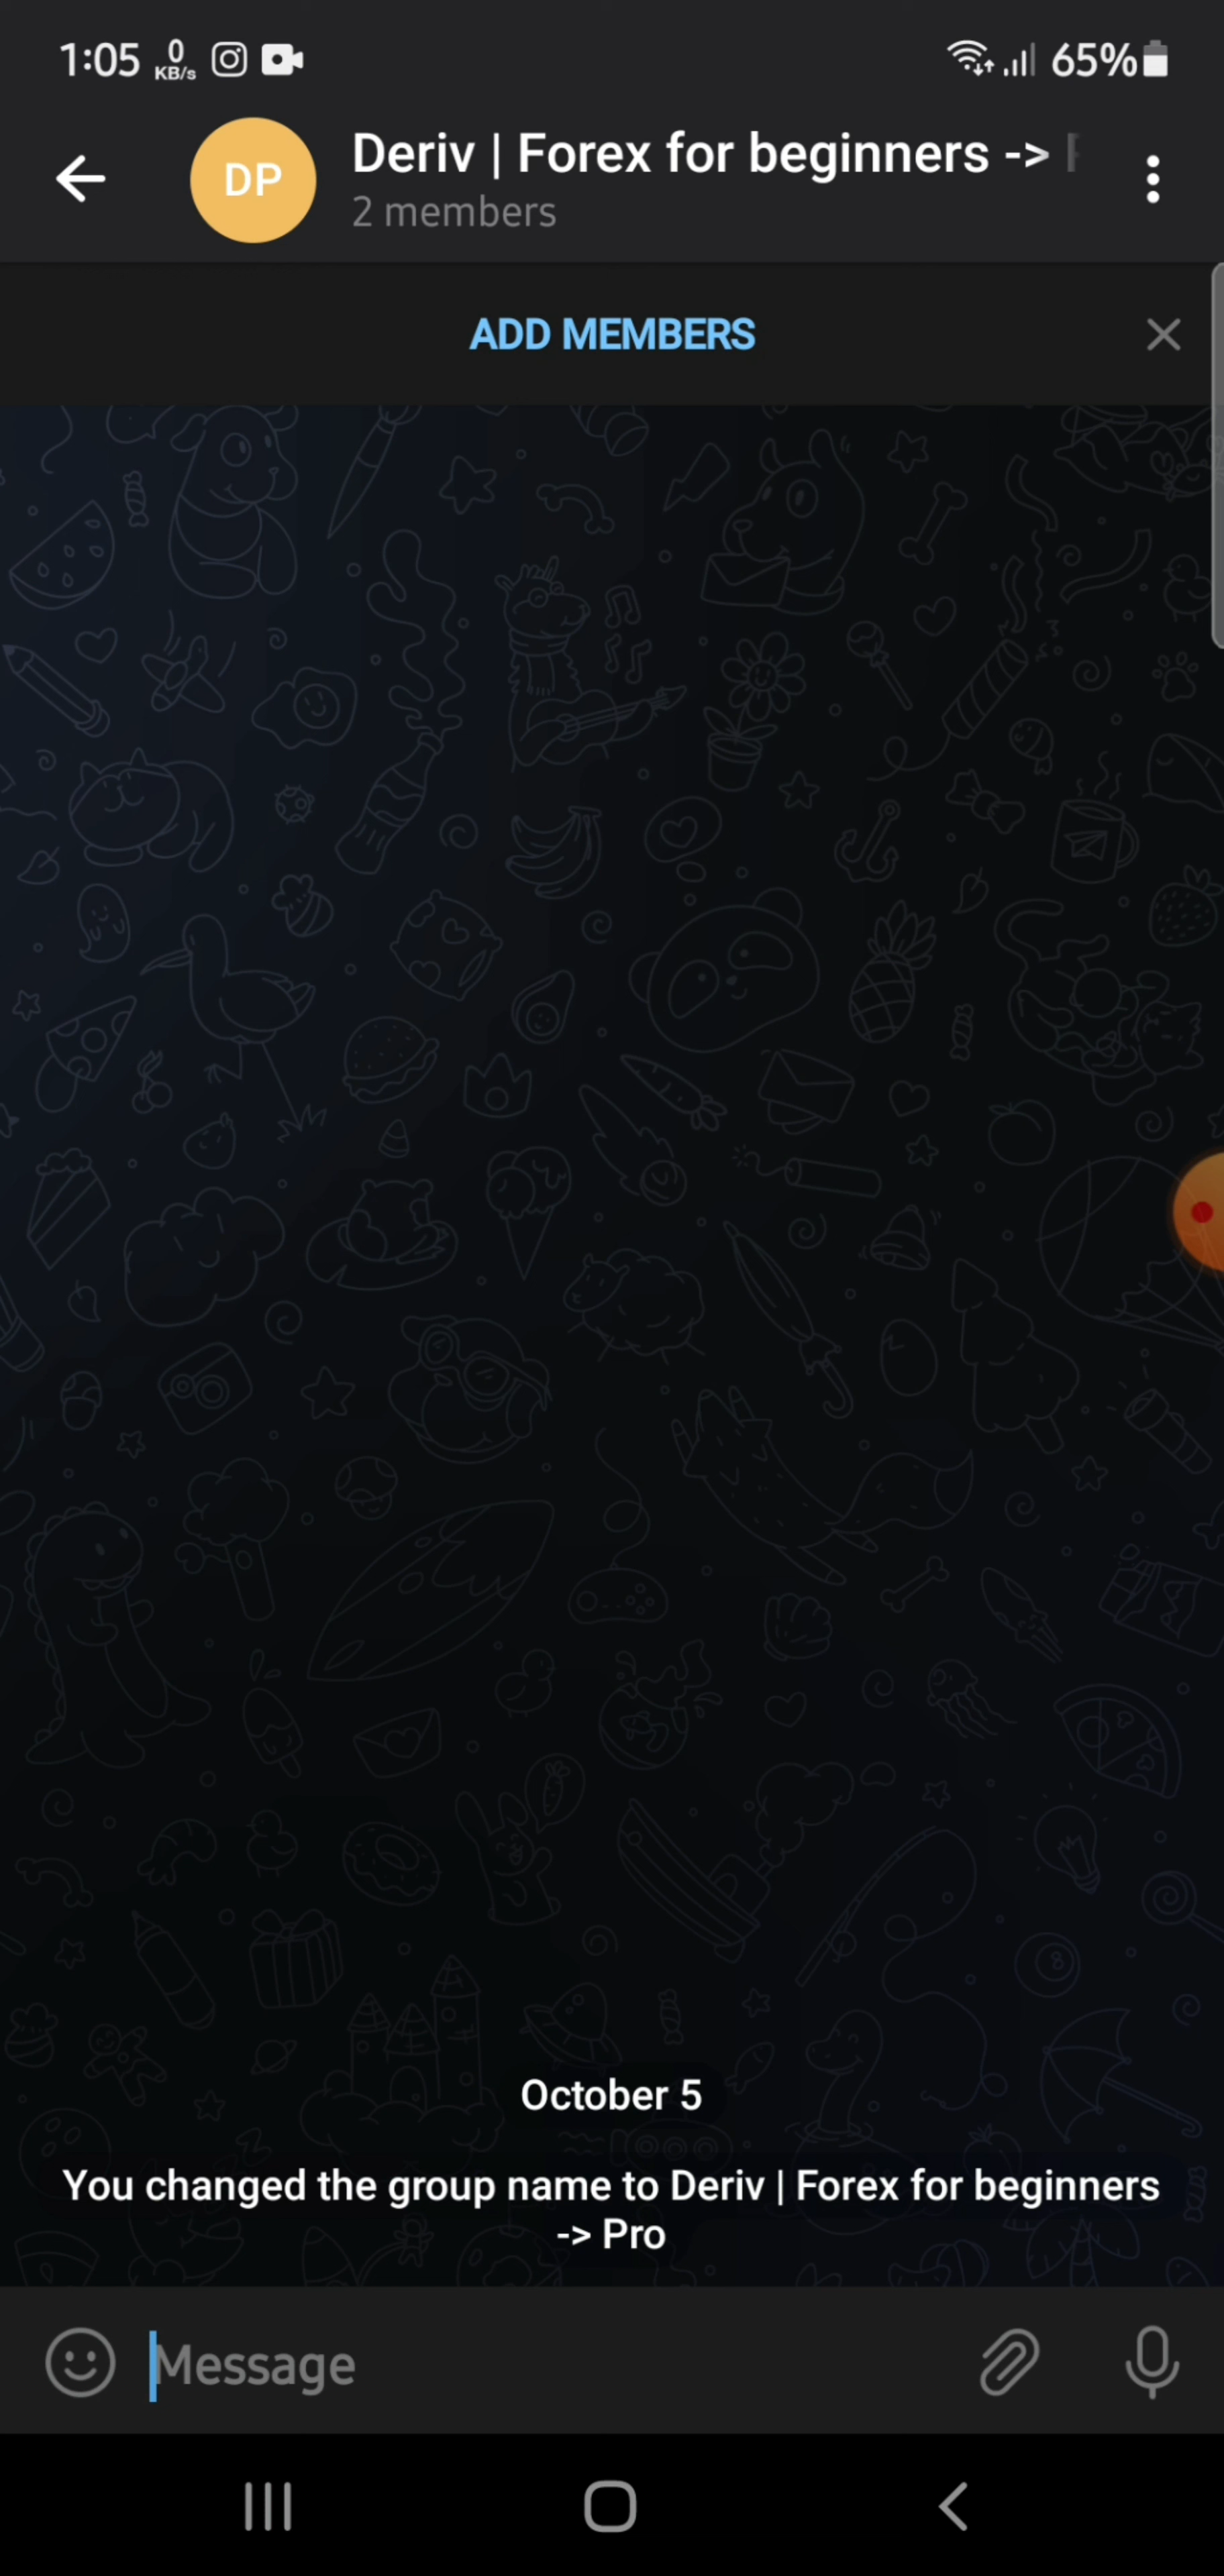 1:05 0 KB/s 65%
DP
Deriv | Forex for beginners ->
2 members
ADD MEMBERS
October 5
You changed the group name to Deriv | Forex for beginners
-> Pro
Message